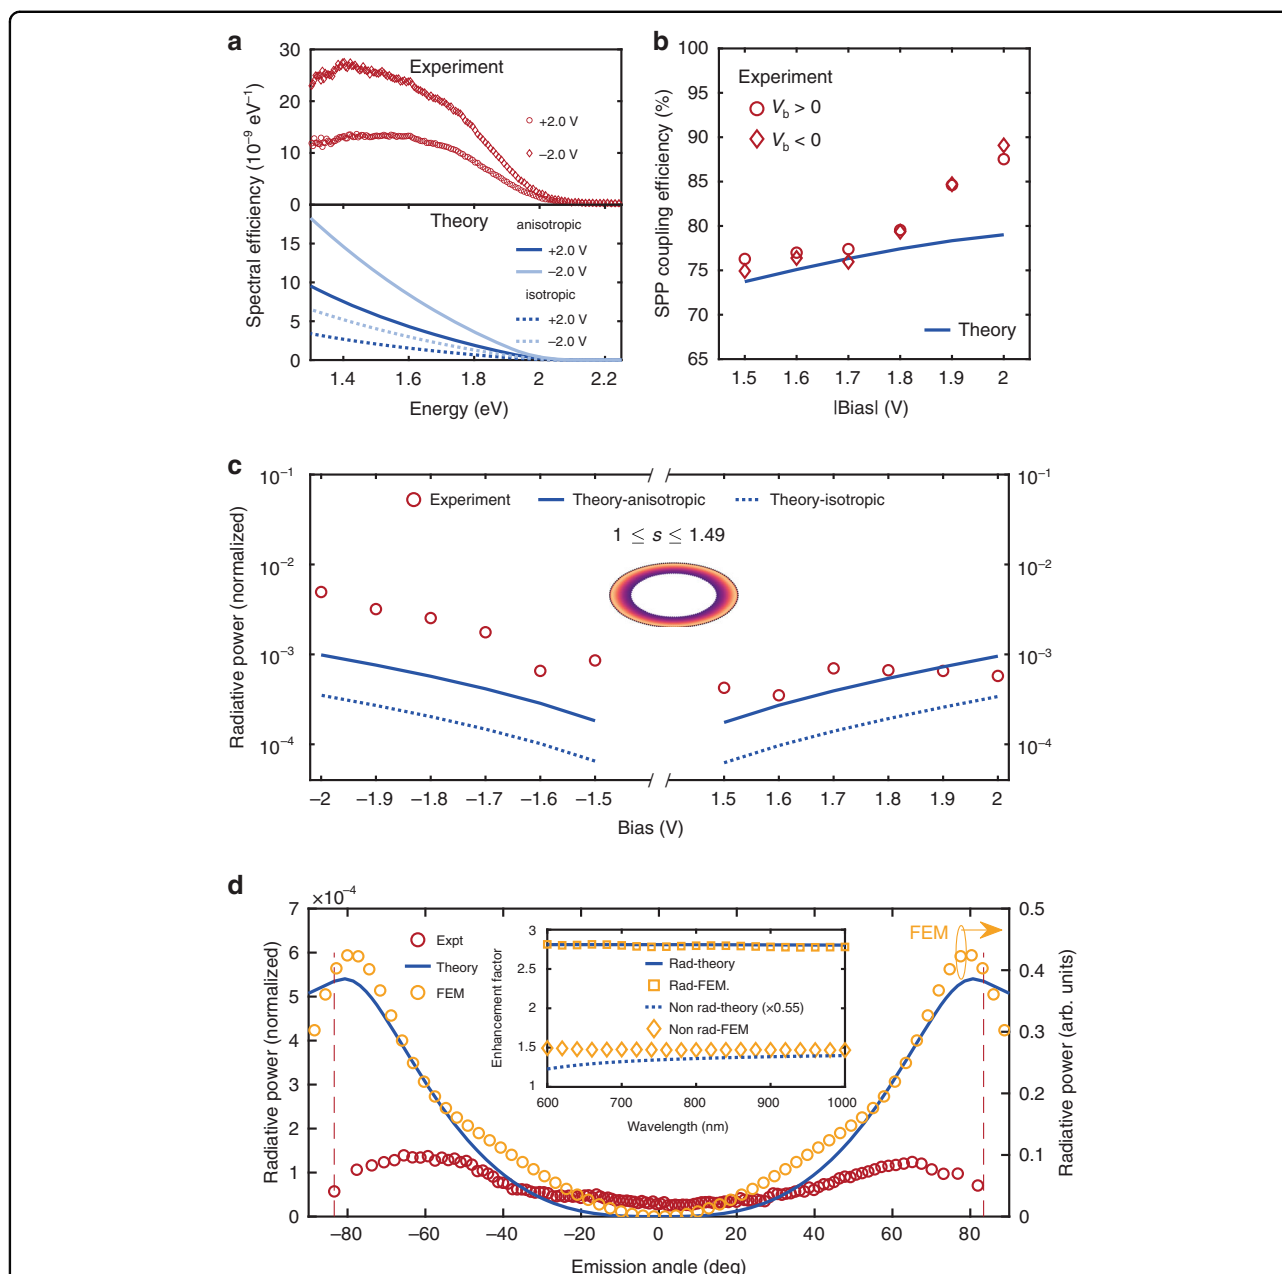 a
30
20
10
0
Experiment
+2.0 V
−2.0 V
Spectral efficiency (10⁻⁹ eV⁻¹)
15
10
5
0
Theory
anisotropic
+2.0 V
−2.0 V
isotropic
+2.0 V
−2.0 V
1.4 1.6 1.8 2 2.2
Energy (eV)
b
100
95
90
85
80
75
70
65
SPP coupling efficiency (%)
Experiment
V_b > 0
V_b < 0
Theory
1.5 1.6 1.7 1.8 1.9 2
|Bias| (V)
c
10⁻¹
10⁻²
10⁻³
10⁻⁴
Radiative power (normalized)
Experiment Theory-anisotropic Theory-isotropic
1 ≤ s ≤ 1.49
10⁻¹
10⁻²
10⁻³
10⁻⁴
−2 −1.9 −1.8 −1.7 −1.6 −1.5 1.5 1.6 1.7 1.8 1.9 2
Bias (V)
d
×10⁻⁴
7
6
5
4
3
2
1
0
Radiative power (normalized)
Expt
Theory
FEM
3
2.5
2
1.5
1
Enhancement factor
Rad-theory
Rad-FEM.
Non rad-theory (×0.55)
Non rad-FEM
600 700 800 900 1000
Wavelength (nm)
FEM
0.5
0.4
0.3
0.2
0.1
0
Radiative power (arb. units)
−80 −60 −40 −20 0 20 40 60 80
Emission angle (deg)